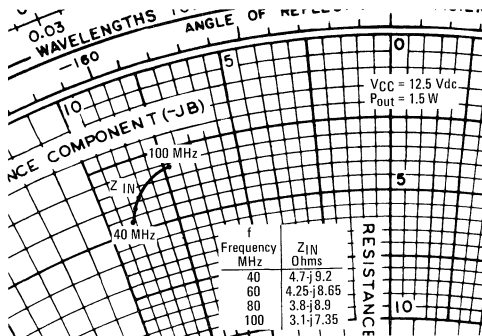 0.03
WAVELENGTHS TO
ANGLE OF REFLE
-160
5
0
10
VCC = 12.5 Vdc
Pout = 1.5 W
NCE COMPONENT (-JB)
100 MHz
ZIN
5
40 MHz
f
Frequency
MHz
ZIN
Ohms
40 4.7-j9.2
60 4.25-j8.65
80 3.8-j8.9
100 3.1-j7.35
RESISTANCE
10